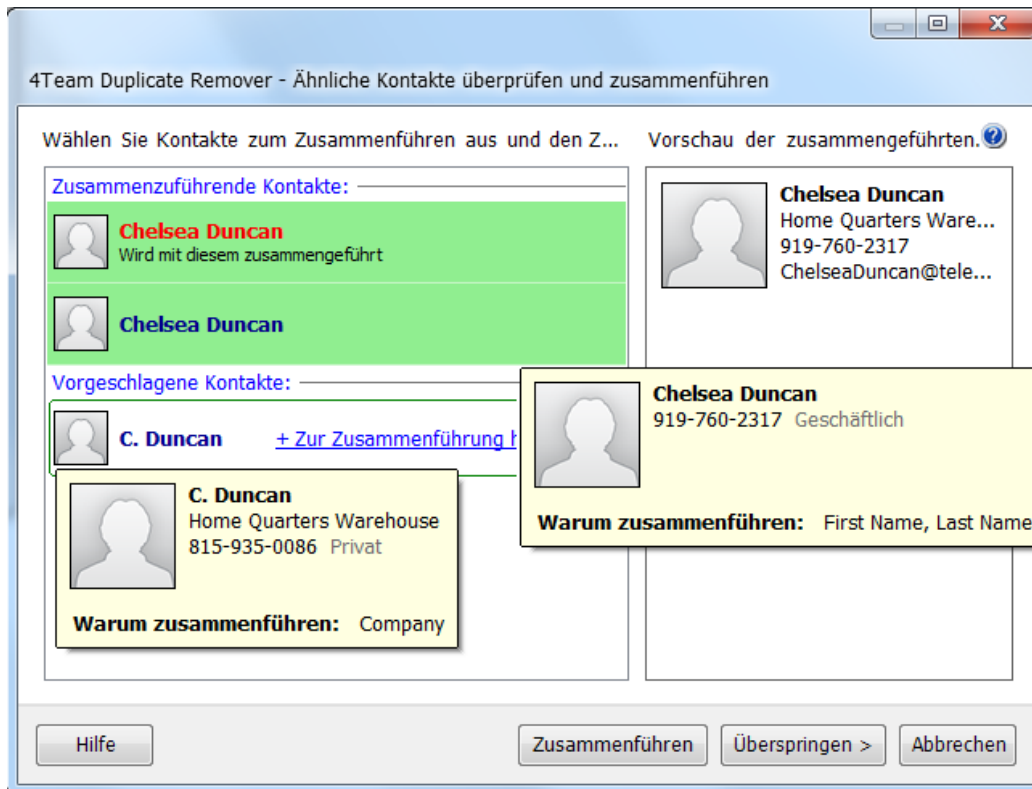 4Team Duplicate Remover - Ähnliche Kontakte überprüfen und zusammenführen
Wählen Sie Kontakte zum Zusammenführen aus und den Z...
Vorschau der zusammengeführten.
Zusammenzuführende Kontakte:
Chelsea Duncan
Wird mit diesem zusammengeführt
Chelsea Duncan
Vorgeschlagene Kontakte:
C. Duncan + Zur Zusammenführung
C. Duncan
Home Quarters Warehouse
815-935-0086 Privat
Warum zusammenführen: Company
Chelsea Duncan
Home Quarters Ware...
919-760-2317
ChelseaDuncan@tele...
Chelsea Duncan
919-760-2317 Geschäftlich
Warum zusammenführen: First Name, Last Name
Hilfe
Zusammenführen
Überspringen >
Abbrechen